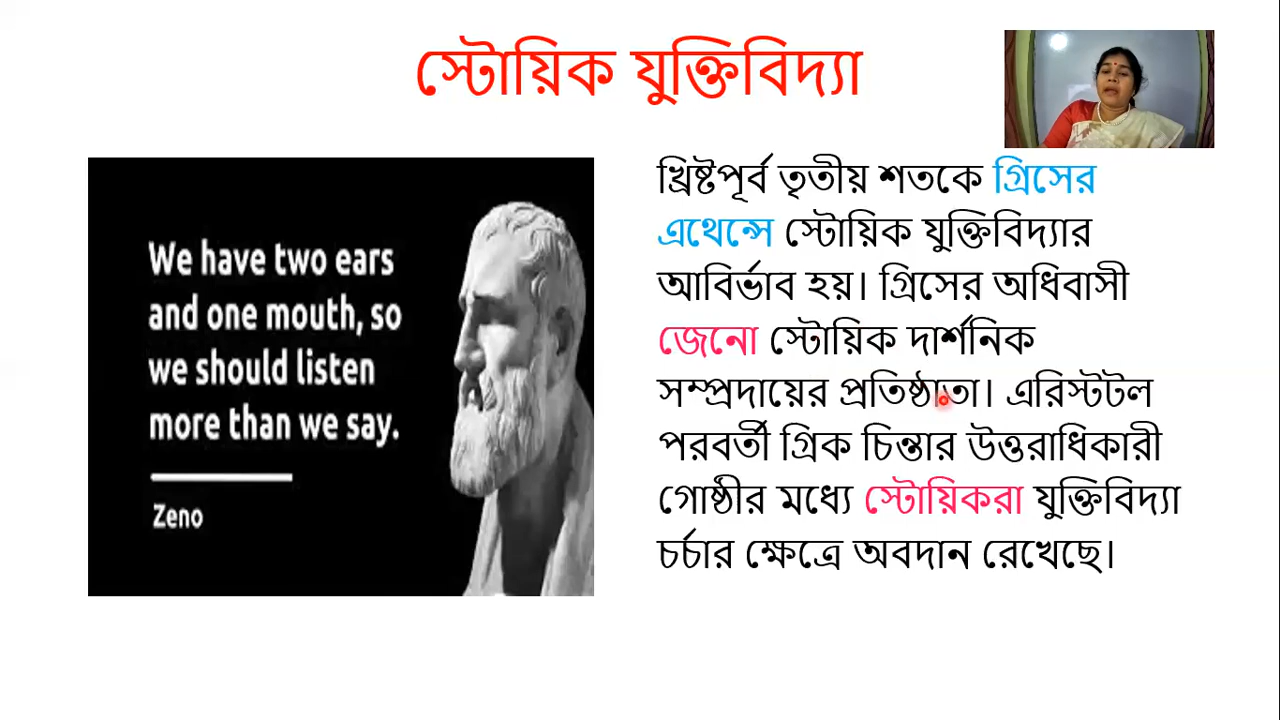 স্টোয়িক যুক্তিবিদ্যা
We have two ears
and one mouth, so
we should listen
more than we say.
Zeno
খ্রিষ্টপূর্ব তৃতীয় শতকে গ্রিসের
এথেন্সে স্টোয়িক যুক্তিবিদ্যার
আবির্ভাব হয়। গ্রিসের অধিবাসী
জেনো স্টোয়িক দার্শনিক
সম্প্রদায়ের প্রতিষ্ঠাতা। এরিস্টটল
পরবর্তী গ্রিক চিন্তার উত্তরাধিকারী
গোষ্ঠীর মধ্যে স্টোয়িকরা যুক্তিবিদ্যা
চর্চার ক্ষেত্রে অবদান রেখেছে।